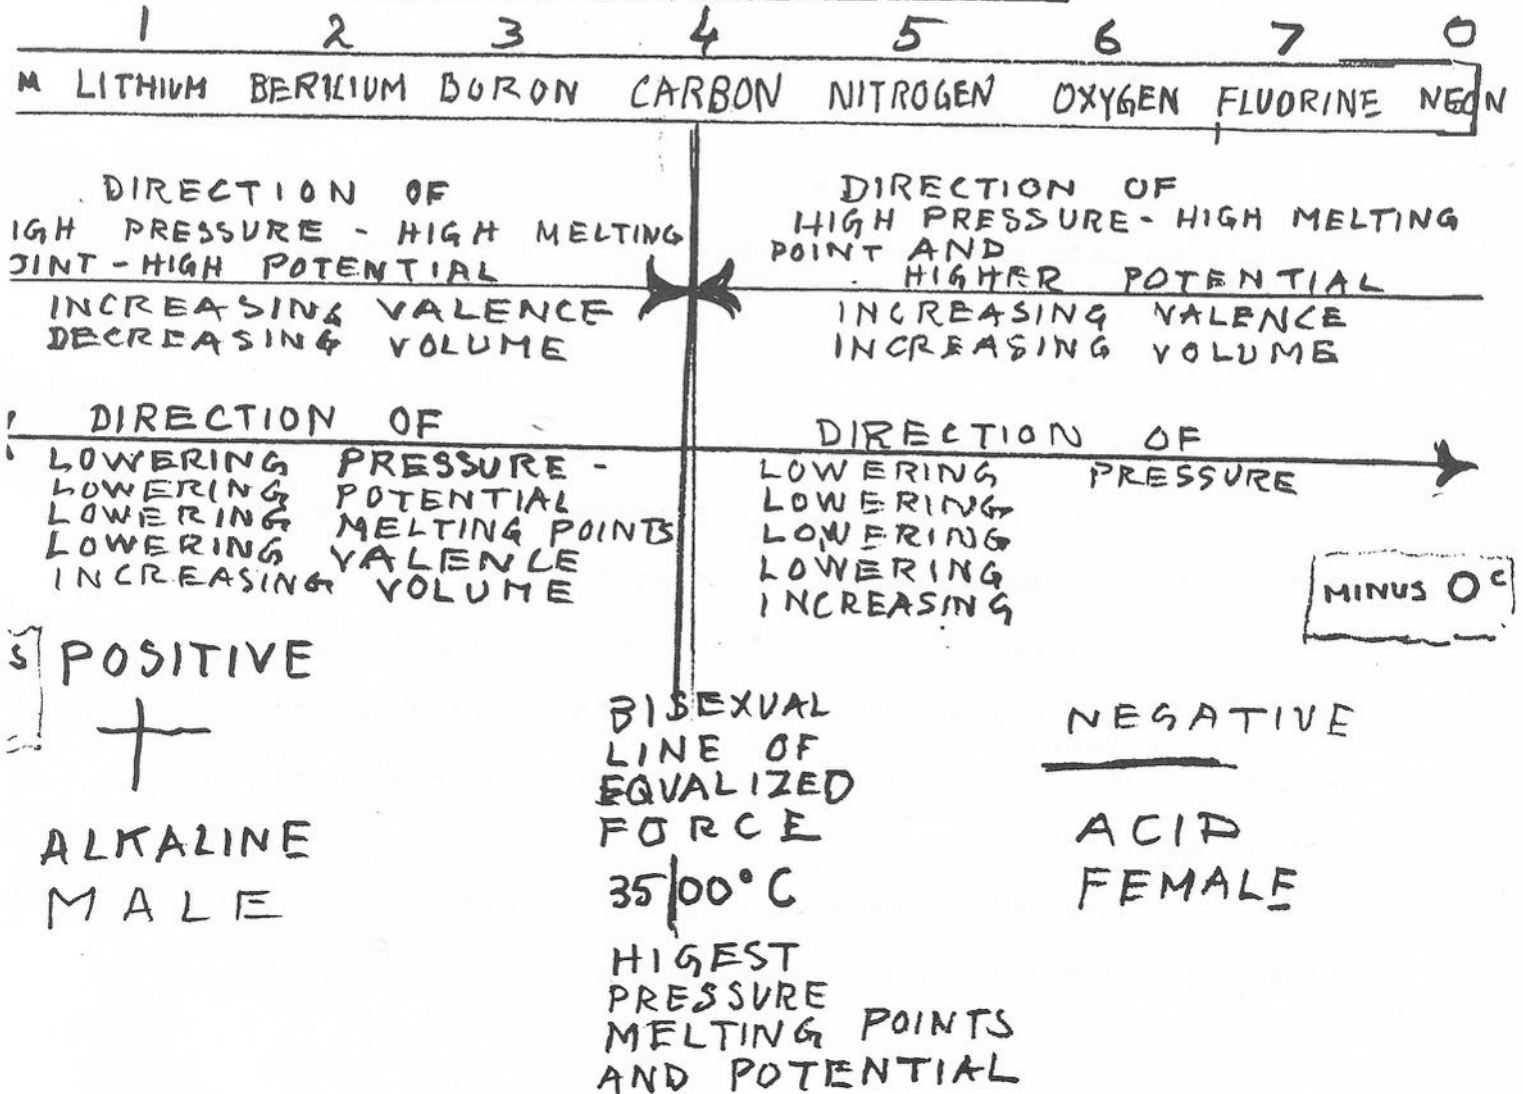 1 2 3 4 5 6 7 0
M LITHIUM BERILIUM BORON CARBON NITROGEN OXYGEN FLUORINE NEON
DIRECTION OF
IGH PRESSURE - HIGH MELTING
OINT - HIGH POTENTIAL
INCREASING VALENCE
DECREASING VOLUME
DIRECTION OF
HIGH PRESSURE - HIGH MELTING
POINT AND
HIGHER POTENTIAL
INCREASING VALENCE
INCREASING VOLUME
DIRECTION OF
LOWERING PRESSURE -
LOWERING POTENTIAL
LOWERING MELTING POINTS
LOWERING VALENCE
INCREASING VOLUME
DIRECTION OF
LOWERING PRESSURE
LOWERING
LOWERING
LOWERING
INCREASING
MINUS 0°C
S POSITIVE
+
ALKALINE
MALE
BISEXUAL
LINE OF
EQUALIZED
FORCE
3500°C
HIGEST
PRESSURE
MELTING POINTS
AND POTENTIAL
NEGATIVE
ACID
FEMALE